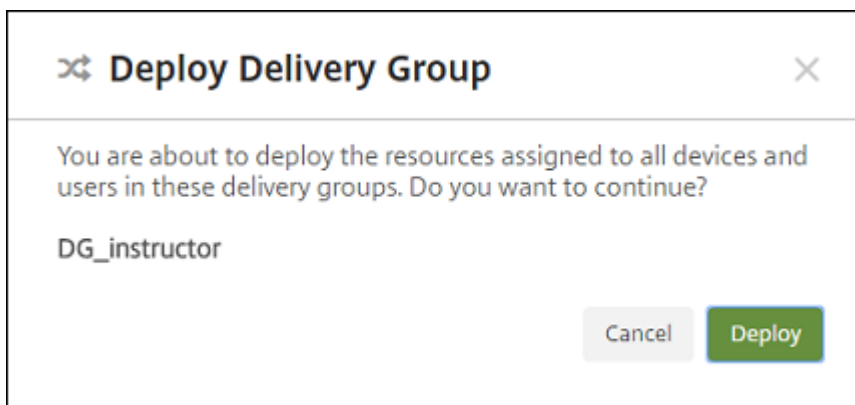 Deploy Delivery Group
You are about to deploy the resources assigned to all devices and
users in these delivery groups. Do you want to continue?
DG_instructor
Cancel Deploy